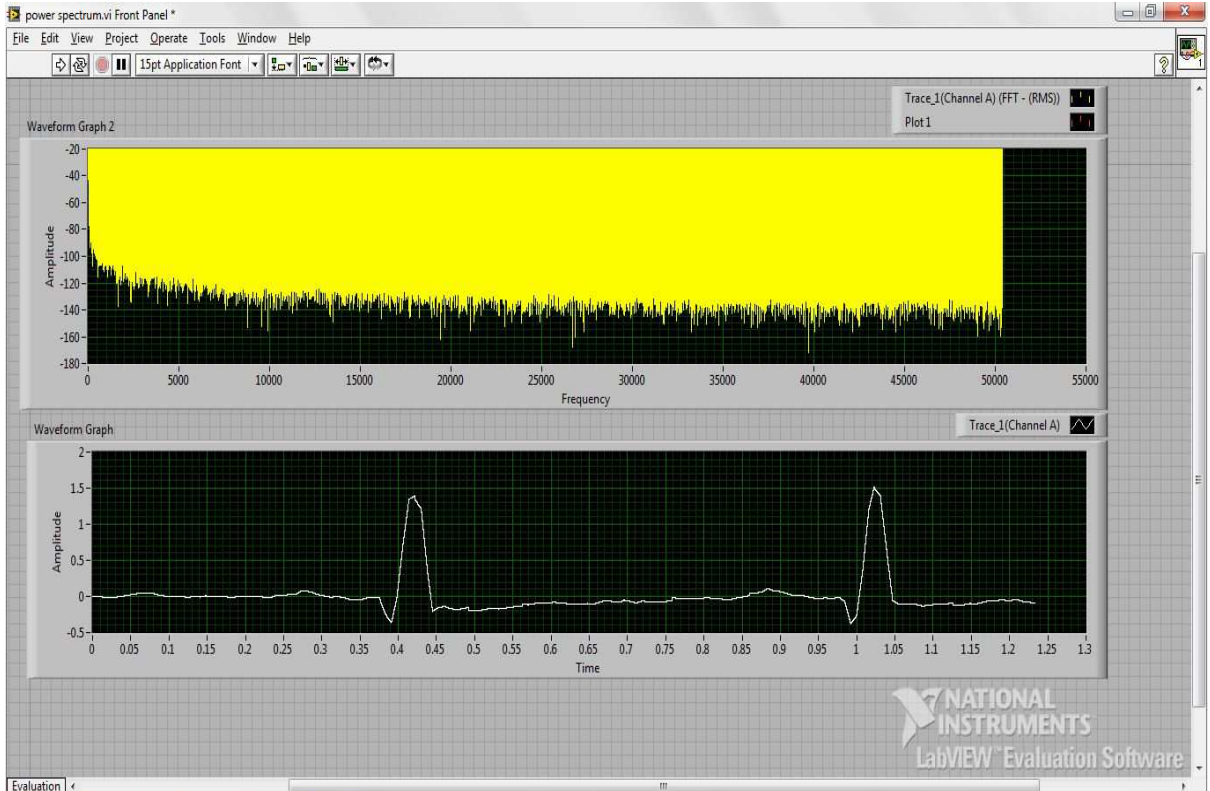 power spectrum.vi Front Panel *
File Edit View Project Operate Tools Window Help
15pt Application Font
1
Trace_1(Channel A) (FFT - (RMS))
Plot 1
Waveform Graph 2
-20
-40
-60
-80
-100
-120
-140
-160
-180
Amplitude
0 5000 10000 15000 20000 25000 30000 35000 40000 45000 50000 55000
Frequency
Trace_1(Channel A)
Waveform Graph
2
1.5
1
0.5
0
-0.5
Amplitude
0 0.05 0.1 0.15 0.2 0.25 0.3 0.35 0.4 0.45 0.5 0.55 0.6 0.65 0.7 0.75 0.8 0.85 0.9 0.95 1 1.05 1.1 1.15 1.2 1.25 1.3
Time
NATIONAL
INSTRUMENTS
LabVIEW™ Evaluation Software
Evaluation